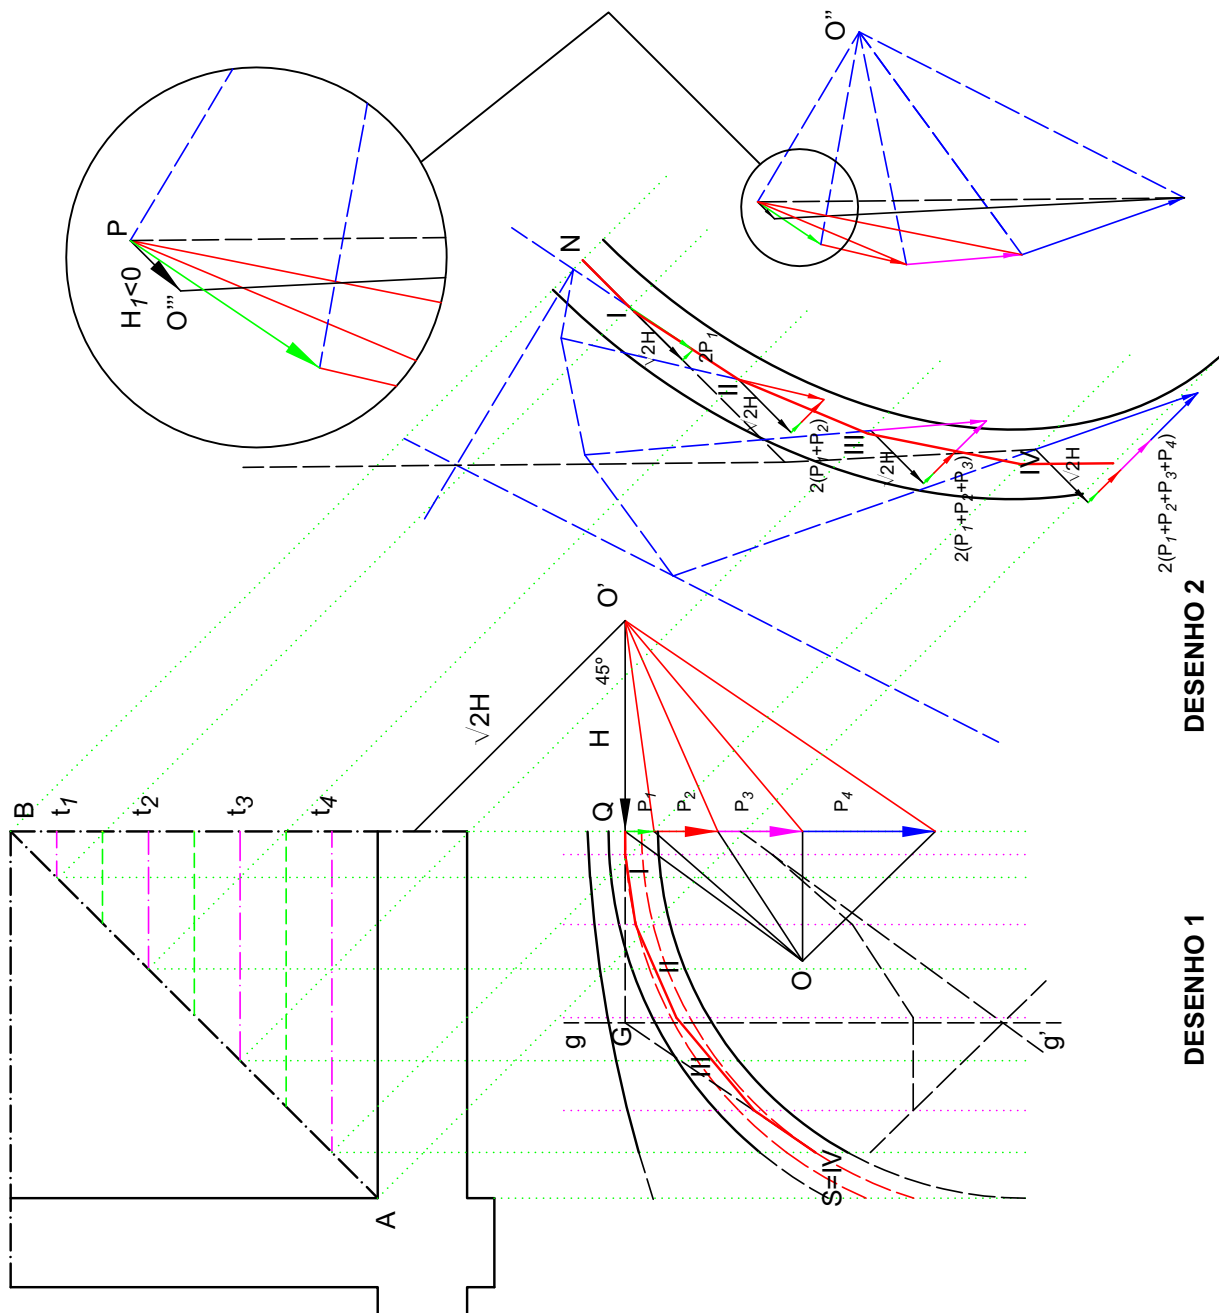 P
H1<0
O'''
O''
N
I
√2H
2P1
II
√2H
2(P1+P2)
III
√2H
2(P1+P2+P3)
IV
√2H
2(P1+P2+P3+P4)
DESENHO 2
B
t1
t2
t3
t4
A
√2H
O'
45º
H
Q
P1
P2
P3
P4
I
II
III
S=IV
g
G
O
g'
DESENHO 1